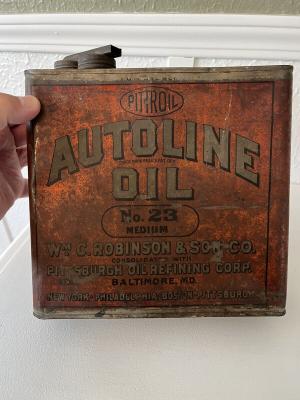 PITTROIL
AUTOLINE
OIL
No. 23
MEDIUM
WM C. ROBINSON & SON CO.
CONSOLIDATED WITH
PITTSBURGH OIL REFINING CORP.
BALTIMORE, MD.
NEW YORK-PHILADELPHIA-BOSTON-PITTSBURGH